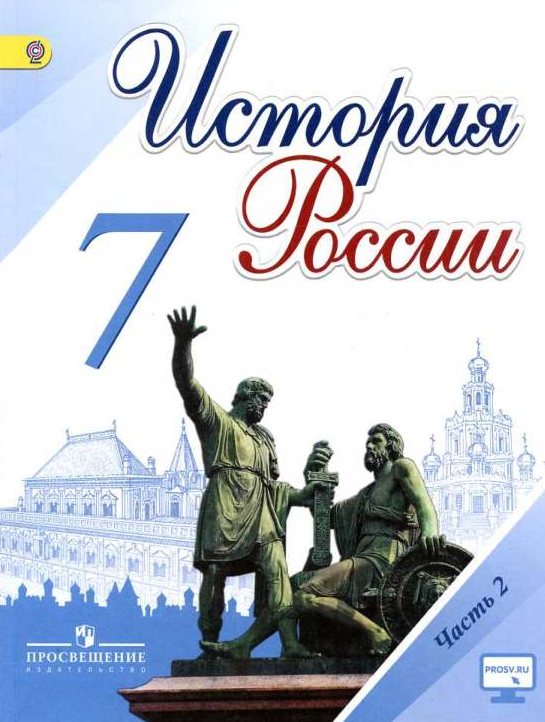 История
России
7
Часть 2
ПРОСВЕЩЕНИЕ
ИЗДАТЕЛЬСТВО
PROSV.RU